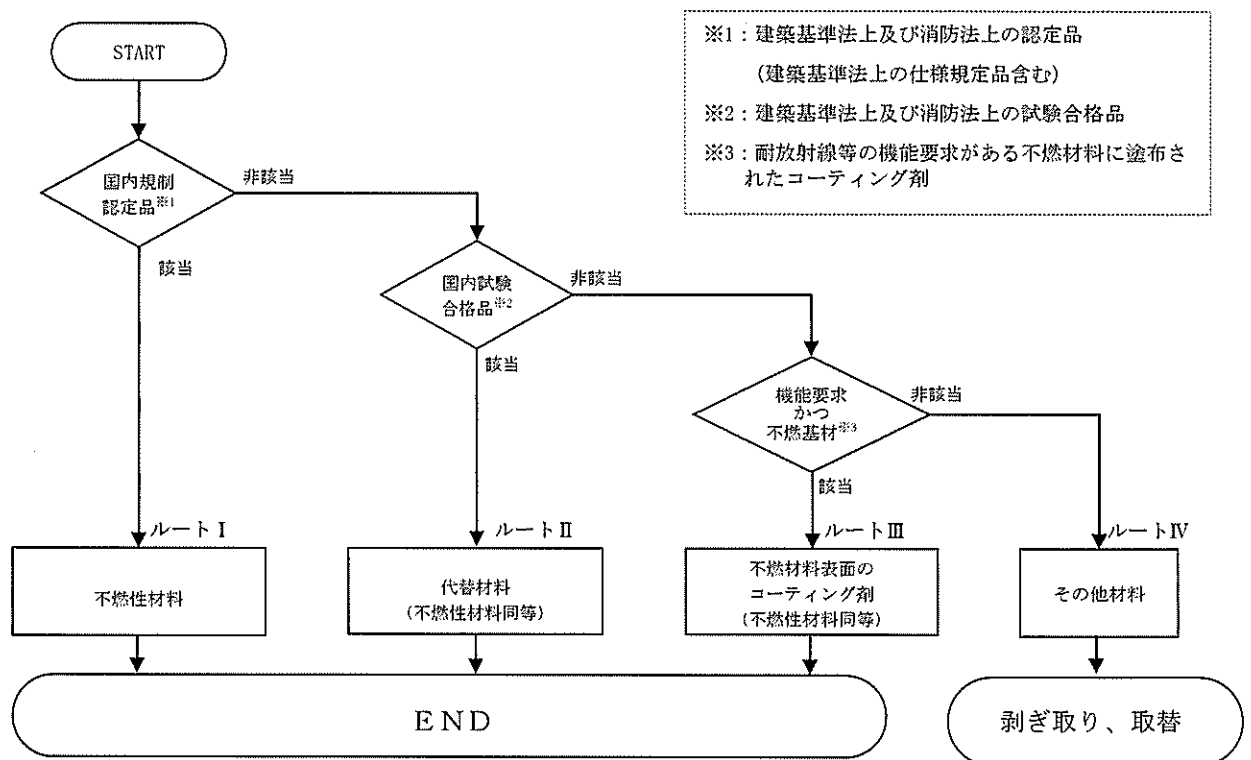 START
※1：建築基準法上及び消防法上の認定品
(建築基準法上の仕様規定品含む)
※2：建築基準法上及び消防法上の試験合格品
※3：耐放射線等の機能要求がある不燃材料に塗布さ
れたコーティング剤
国内規制
認定品※1
非該当
該当
国内試験
合格品※2
非該当
該当
機能要求
かつ
不燃基材※3
非該当
該当
ルートⅠ
ルートⅡ
ルートⅢ
ルートⅣ
不燃性材料
代替材料
(不燃性材料同等)
不燃材料表面の
コーティング剤
(不燃性材料同等)
その他材料
END
剥ぎ取り、取替